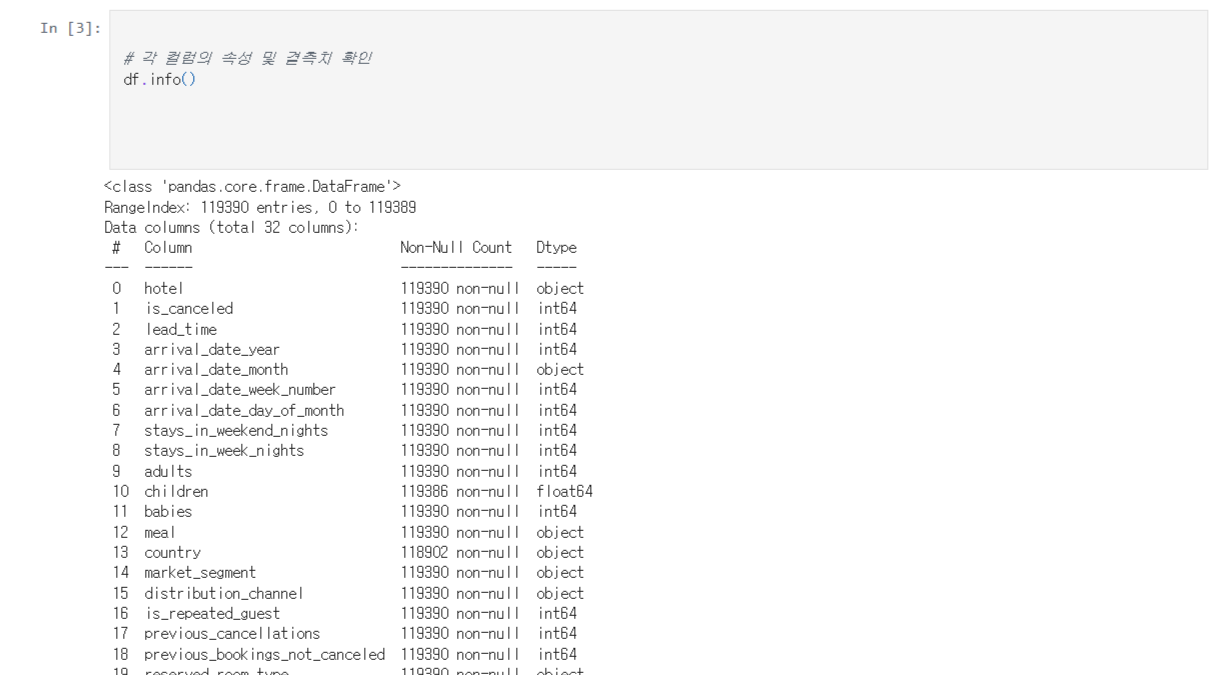 In [3]:
# 각 컬럼의 속성 및 결측치 확인
df.info()
<class 'pandas.core.frame.DataFrame'>
RangeIndex: 119390 entries, 0 to 119389
Data columns (total 32 columns):
#   Column   Non-Null Count   Dtype
---  ------   --------------   -----
0   hotel   119390 non-null   object
1   is_canceled   119390 non-null   int64
2   lead_time   119390 non-null   int64
3   arrival_date_year   119390 non-null   int64
4   arrival_date_month   119390 non-null   object
5   arrival_date_week_number   119390 non-null   int64
6   arrival_date_day_of_month   119390 non-null   int64
7   stays_in_weekend_nights   119390 non-null   int64
8   stays_in_week_nights   119390 non-null   int64
9   adults   119390 non-null   int64
10   children   119386 non-null   float64
11   babies   119390 non-null   int64
12   meal   119390 non-null   object
13   country   118902 non-null   object
14   market_segment   119390 non-null   object
15   distribution_channel   119390 non-null   object
16   is_repeated_guest   119390 non-null   int64
17   previous_cancellations   119390 non-null   int64
18   previous_bookings_not_canceled   119390 non-null   int64
19   reserved_room_type   119390 non-null   object